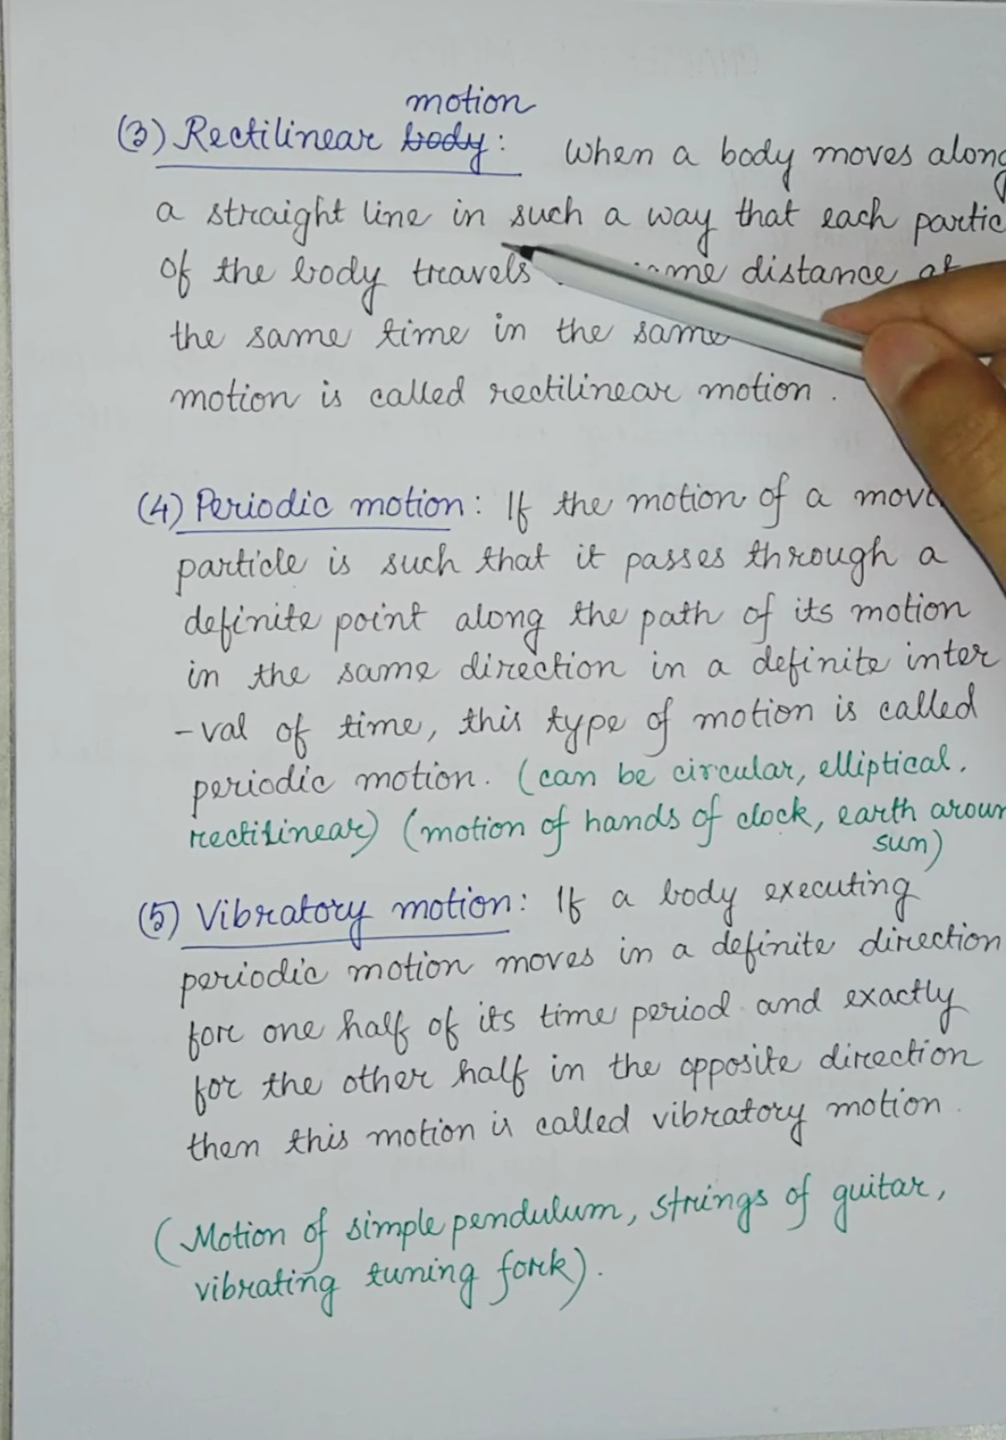 motion
(3) Rectilinear body: When a body moves along
a straight line in such a way that each partic
of the body travels same distance at
the same time in the same
motion is called rectilinear motion.
(4) Periodic motion: If the motion of a
particle is such that it passes through a
definite point along the path of its motion
in the same direction in a definite inter
-val of time, this type of motion is called
periodic motion. (can be circular, elliptical,
rectilinear) (motion of hands of clock, earth aroun
sun)
(5) Vibratory motion: If a body executing
periodic motion moves in a definite direction
for one half of its time period and exactly
for the other half in the opposite direction
then this motion is called vibratory motion.
(Motion of simple pendulum, strings of guitar,
vibrating tuning fork).